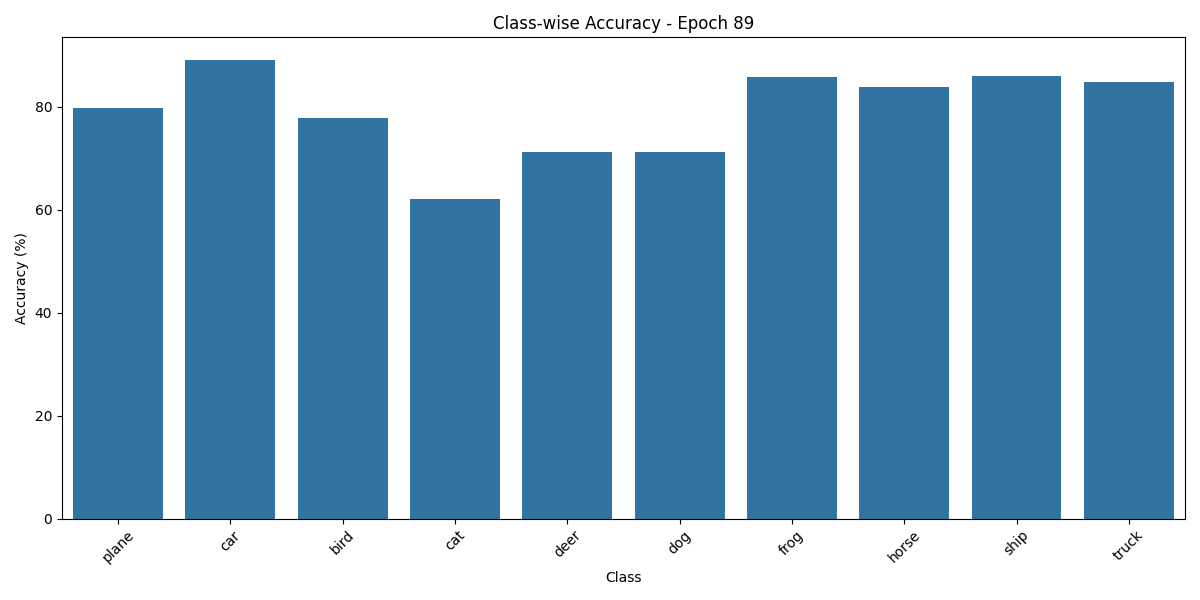 Class-wise Accuracy - Epoch 89
Accuracy (%)
80
60
40
20
0
plane car bird cat deer dog frog horse ship truck
Class